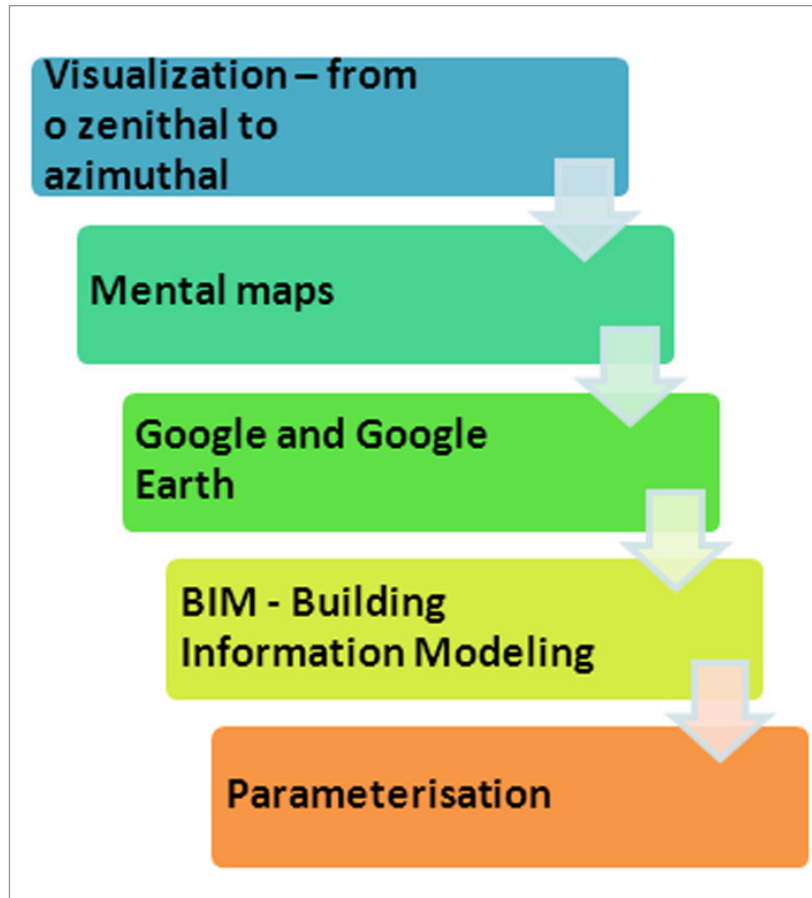 Visualization – from
o zenithal to
azimuthal
Mental maps
Google and Google
Earth
BIM - Building
Information Modeling
Parameterisation